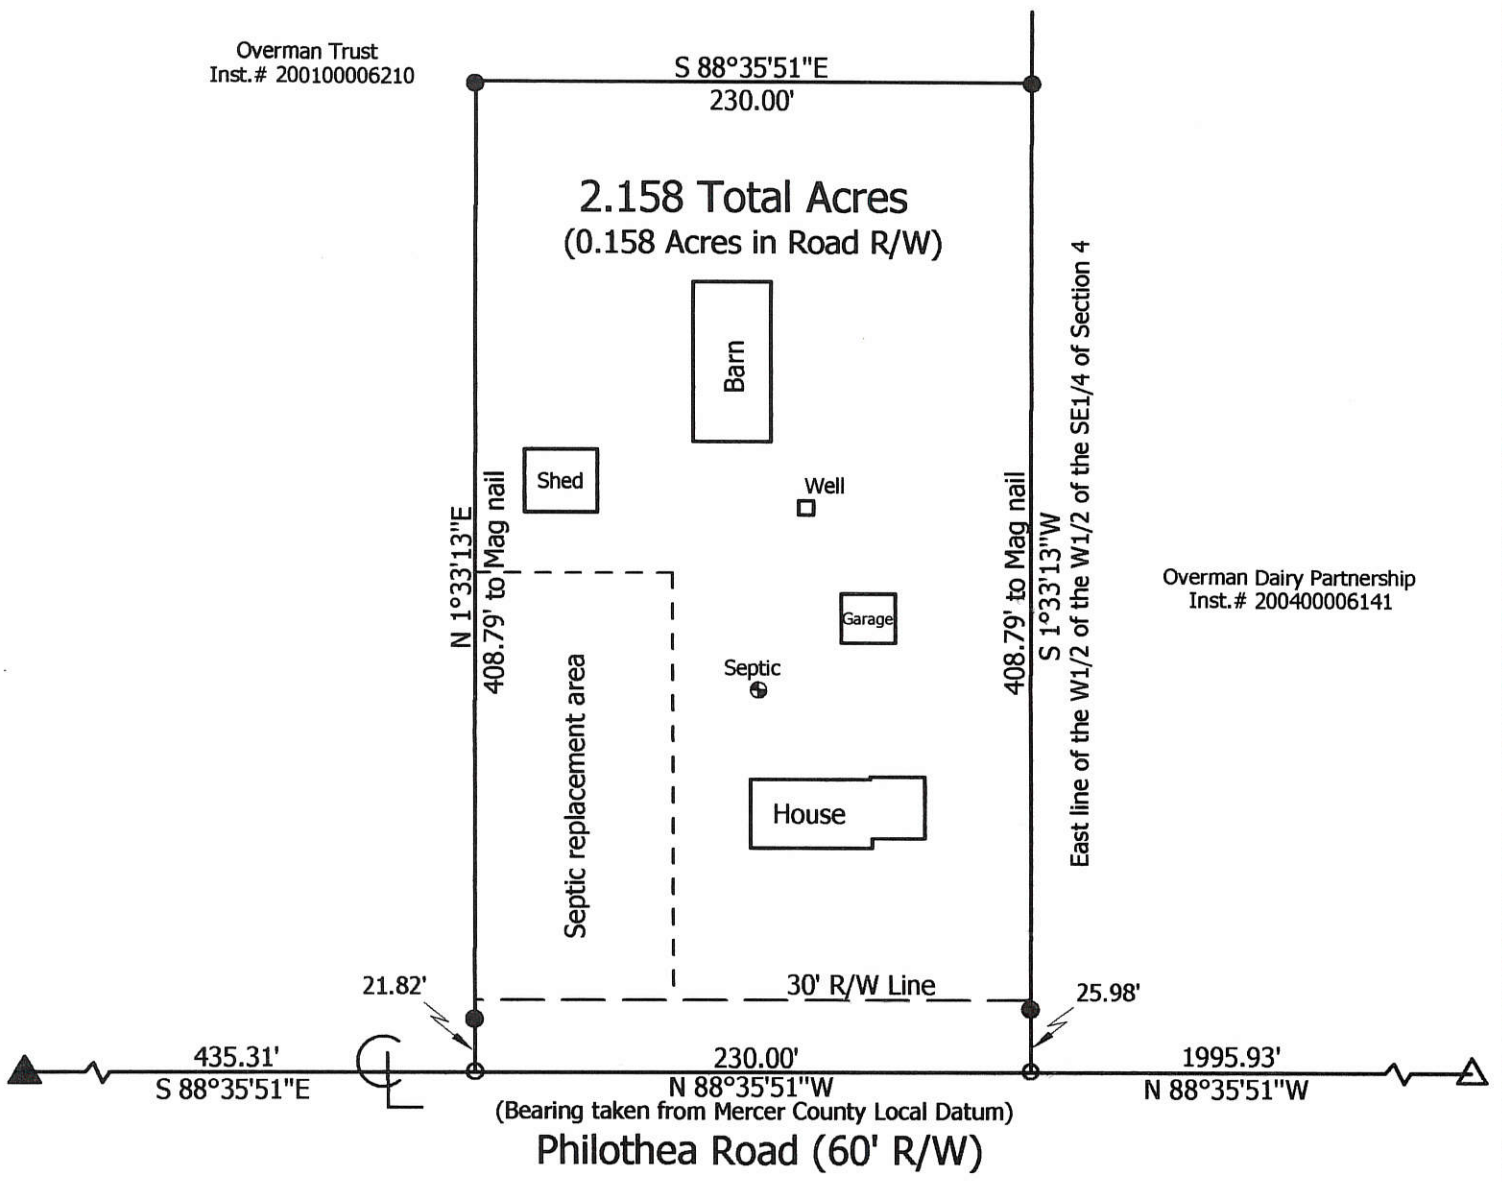 Overman Trust
Inst.# 200100006210
S 88°35'51"E
230.00'
2.158 Total Acres
(0.158 Acres in Road R/W)
Barn
Shed
Well
N 1°33'13"E
408.79' to Mag nail
408.79' to Mag nail
S 1°33'13"W
East line of the W1/2 of the W1/2 of the SE1/4 of Section 4
Overman Dairy Partnership
Inst.# 200400006141
Garage
Septic
Septic replacement area
House
21.82'
30' R/W Line
25.98'
435.31'
S 88°35'51"E
CL
230.00'
N 88°35'51"W
1995.93'
N 88°35'51"W
(Bearing taken from Mercer County Local Datum)
Philothea Road (60' R/W)